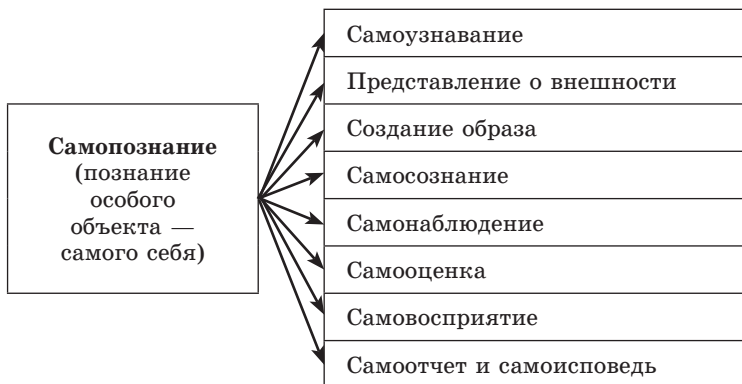 Самопознание
(познание
особого
объекта —
самого себя)
Самоузнавание
Представление о внешности
Создание образа
Самосознание
Самонаблюдение
Самооценка
Самовосприятие
Самоотчет и самоисповедь